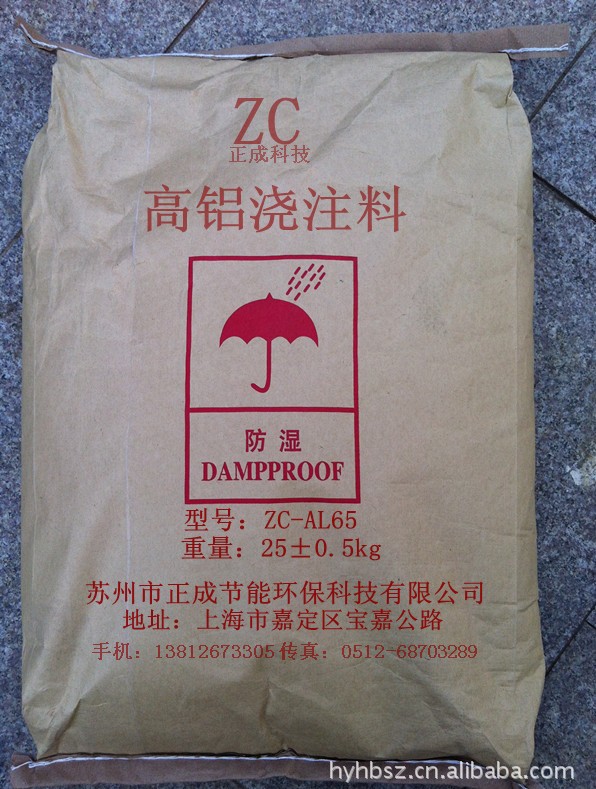 ZC
正成科技
高铝浇注料
防湿
DAMPPROOF
型号：ZC-AL65
重量：25±0.5kg
苏州市正成节能环保科技有限公司
地址：上海市嘉定区宝嘉公路
手机：13812673305 传真：0512-68703289
hyhbsz.cn.alibaba.com